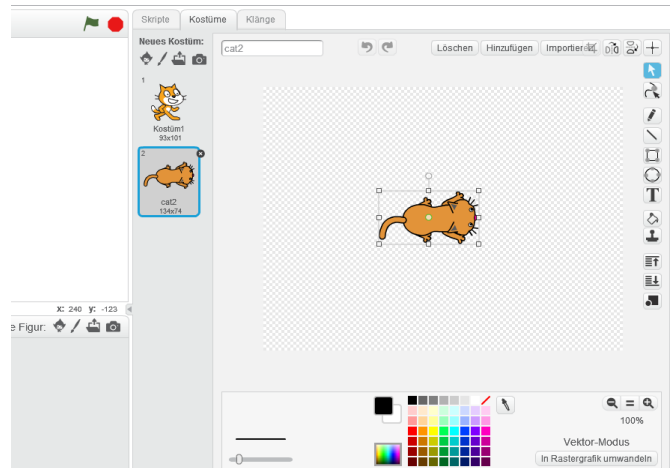 Skripte Kostüme Klänge
Neues Kostüm:
cat2
Löschen Hinzufügen Importieren
1
Kostüm1
93x101
2
cat2
134x74
T
X: 240 y: -123
e Figur:
100%
Vektor-Modus
In Rastergrafik umwandeln